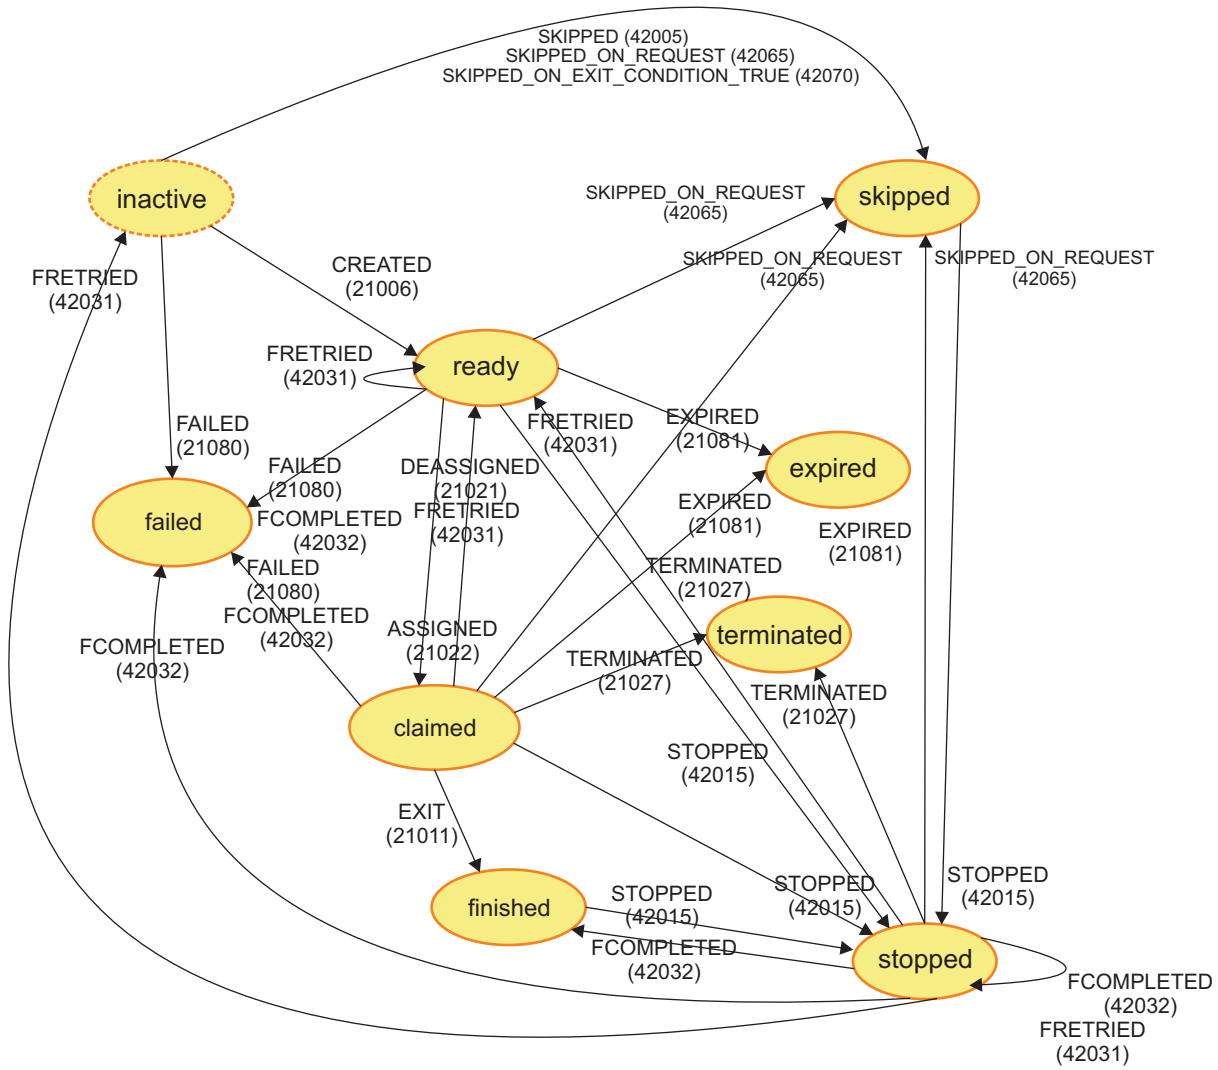 SKIPPED (42005)
SKIPPED_ON_REQUEST (42065)
SKIPPED_ON_EXIT_CONDITION_TRUE (42070)
inactive
skipped
SKIPPED_ON_REQUEST
(42065)
FRETRIED
(42031)
CREATED
(21006)
SKIPPED_ON_REQUEST
(42065)
SKIPPED_ON_REQUEST
(42065)
FRETRIED
(42031)
ready
FAILED
(21080)
FRETRIED
(42031)
EXPIRED
(21081)
FAILED
(21080)
DEASSIGNED
(21021)
expired
failed
FCOMPLETED
(42032)
FRETRIED
(42031)
EXPIRED
(21081)
EXPIRED
(21081)
FAILED
(21080)
TERMINATED
(21027)
FCOMPLETED
(42032)
ASSIGNED
(21022)
terminated
FCOMPLETED
(42032)
TERMINATED
(21027)
TERMINATED
(21027)
claimed
STOPPED
(42015)
EXIT
(21011)
finished
STOPPED
(42015)
STOPPED
(42015)
STOPPED
(42015)
FCOMPLETED
(42032)
stopped
FCOMPLETED
(42032)
FRETRIED
(42031)